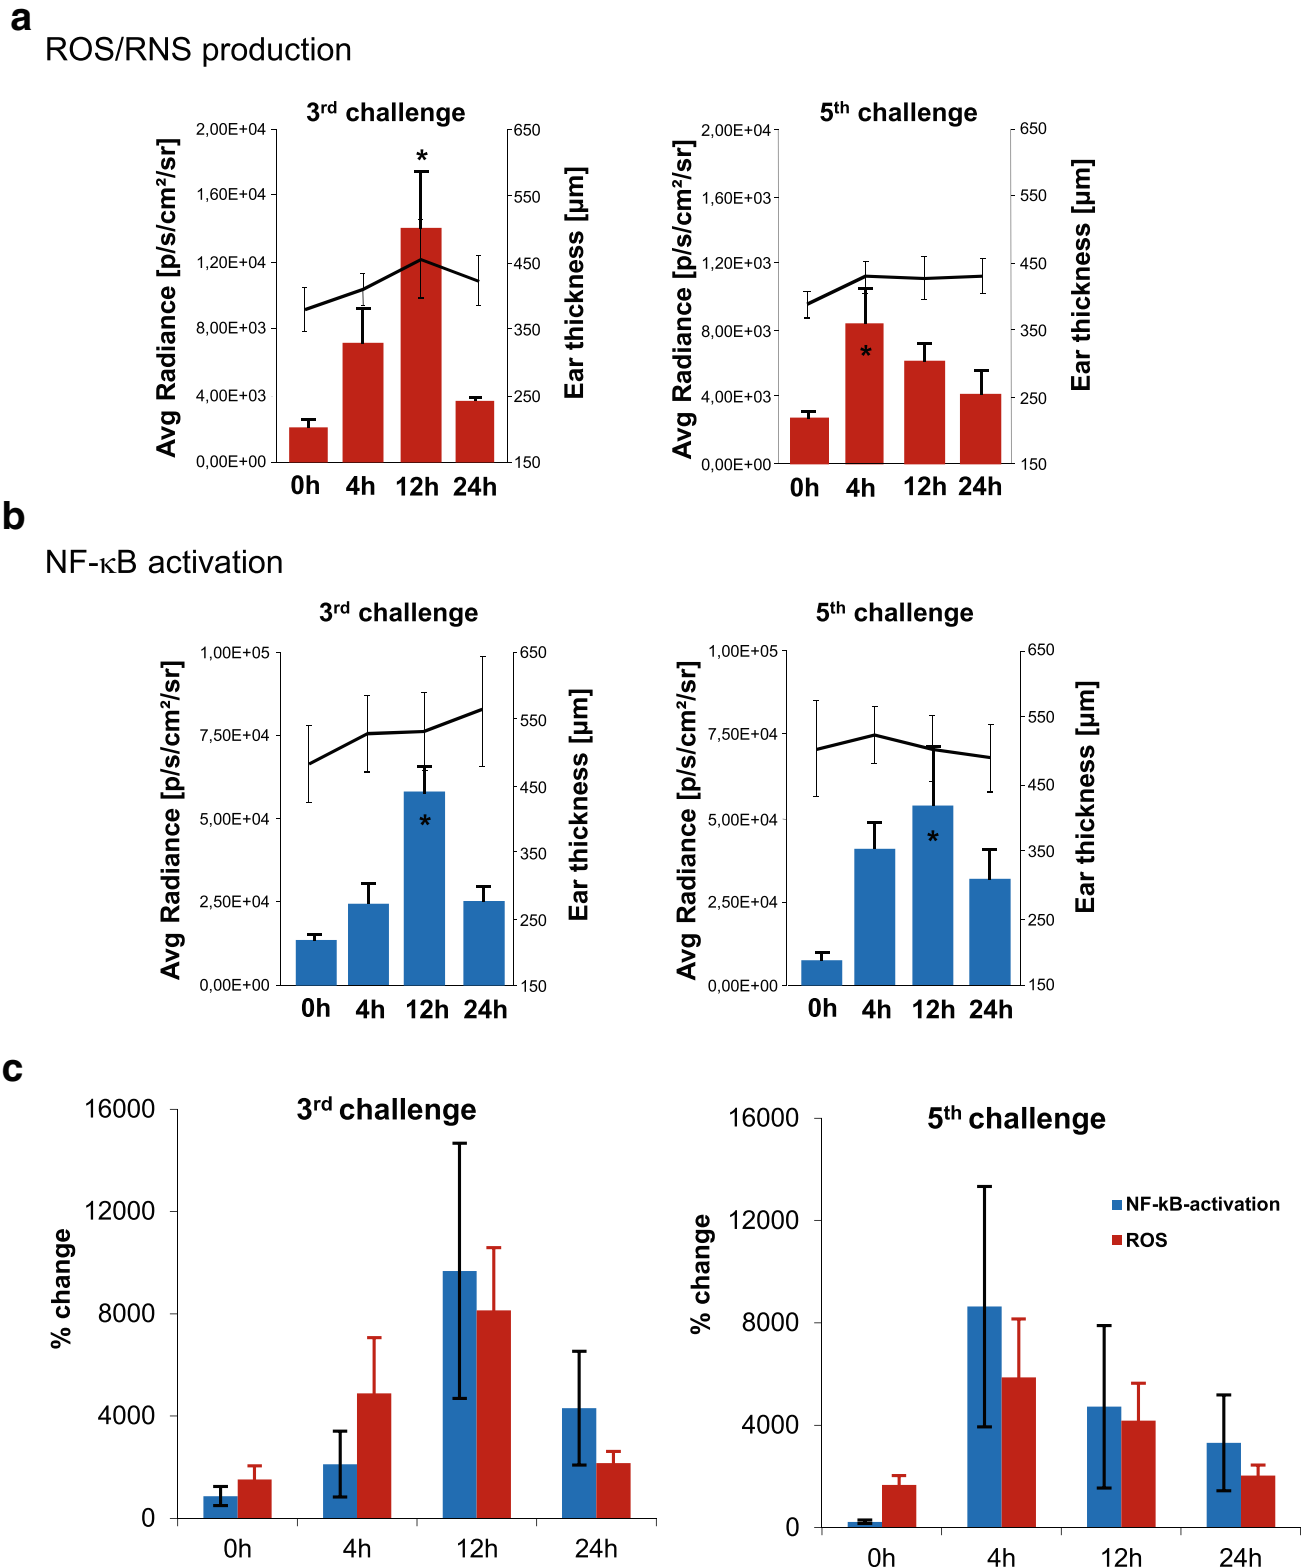 a
ROS/RNS production
3rd challenge
Avg Radiance [p/s/cm²/sr]
2,00E+04
1,60E+04
1,20E+04
8,00E+03
4,00E+03
0,00E+00
*
650
550
450
350
250
150
Ear thickness [µm]
0h 4h 12h 24h
5th challenge
Avg Radiance [p/s/cm²/sr]
2,00E+04
1,60E+03
1,20E+03
8,00E+03
4,00E+03
0,00E+00
*
650
550
450
350
250
150
Ear thickness [µm]
0h 4h 12h 24h
b
NF-κB activation
3rd challenge
Avg Radiance [p/s/cm²/sr]
1,00E+05
7,50E+04
5,00E+04
2,50E+04
0,00E+00
*
650
550
450
350
250
150
Ear thickness [µm]
0h 4h 12h 24h
5th challenge
Avg Radiance [p/s/cm²/sr]
1,00E+05
7,50E+04
5,00E+04
2,50E+04
0,00E+00
*
650
550
450
350
250
150
Ear thickness [µm]
0h 4h 12h 24h
c
3rd challenge
% change
16000
12000
8000
4000
0
0h 4h 12h 24h
5th challenge
% change
16000
12000
8000
4000
0
NF-kB-activation
ROS
0h 4h 12h 24h